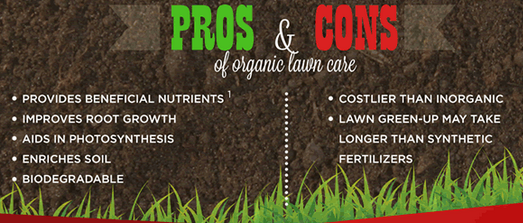 PROS & CONS
of organic lawn care
• PROVIDES BENEFICIAL NUTRIENTS 1
• IMPROVES ROOT GROWTH
• AIDS IN PHOTOSYNTHESIS
• ENRICHES SOIL
• BIODEGRADABLE
• COSTLIER THAN INORGANIC
• LAWN GREEN-UP MAY TAKE
LONGER THAN SYNTHETIC
FERTILIZERS